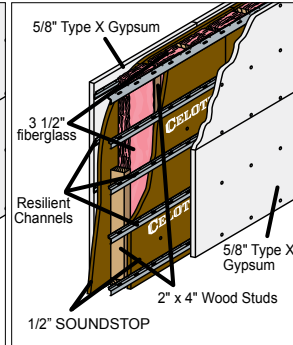 5/8" Type X Gypsum
3 1/2"
fiberglass
CELOT
Resilient
Channels
CELOT
5/8" Type X
Gypsum
2" x 4" Wood Studs
1/2” SOUNDSTOP